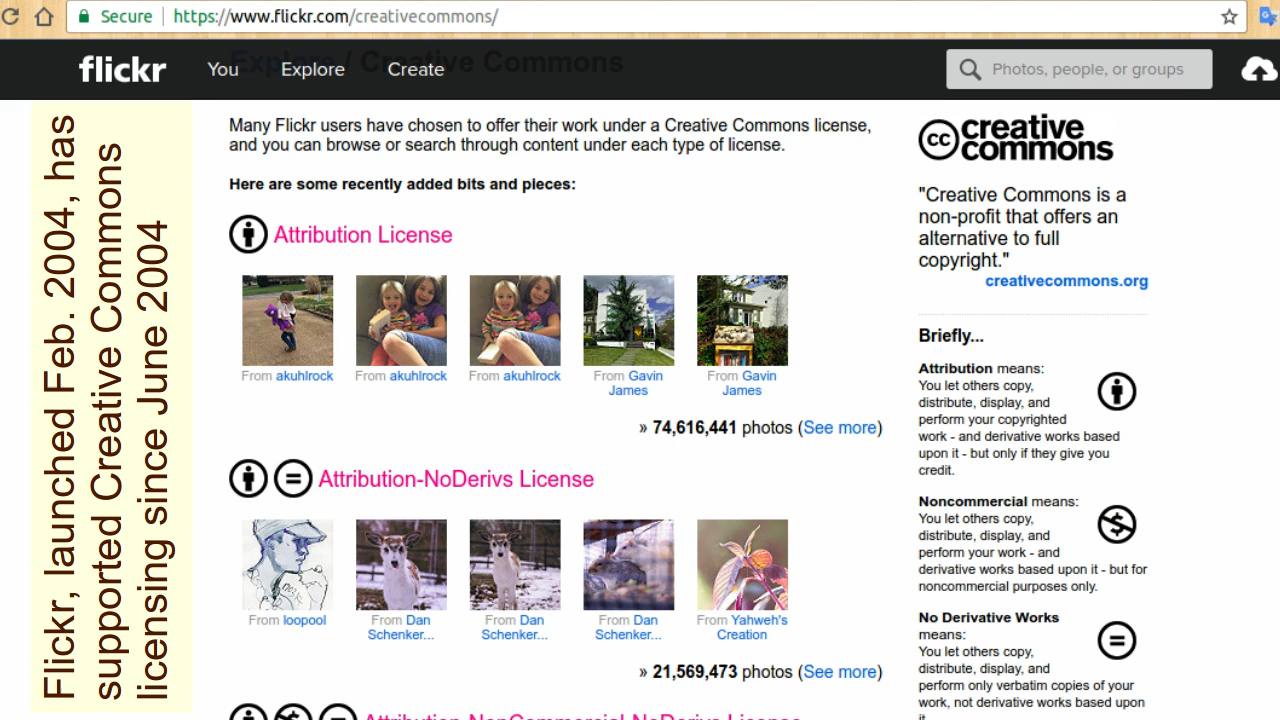 Secure
https://www.flickr.com/creativecommons/
Explore / Creative Commons
flickr
You
Explore
Create
Photos, people, or groups
Flickr, launched Feb. 2004, has
supported Creative Commons
licensing since June 2004
Many Flickr users have chosen to offer their work under a Creative Commons license,
and you can browse or search through content under each type of license.
Here are some recently added bits and pieces:
Attribution License
From akuhlrock
From akuhlrock
From akuhlrock
From Gavin
James
From Gavin
James
» 74,616,441 photos (See more)
Attribution-NoDerivs License
From loopool
From Dan
Schenker...
From Dan
Schenker...
From Dan
Schenker...
From Yahweh's
Creation
» 21,569,473 photos (See more)
Attribution-NonCommercial-NoDerivs License
cc creative
commons
"Creative Commons is a
non-profit that offers an
alternative to full
copyright."
creativecommons.org
Briefly...
Attribution means:
You let others copy,
distribute, display, and
perform your copyrighted
work - and derivative works based
upon it - but only if they give you
credit.
Noncommercial means:
You let others copy,
distribute, display, and
perform your work - and
derivative works based upon it - but for
noncommercial purposes only.
No Derivative Works
means:
You let others copy,
distribute, display, and
perform only verbatim copies of your
work, not derivative works based upon
it